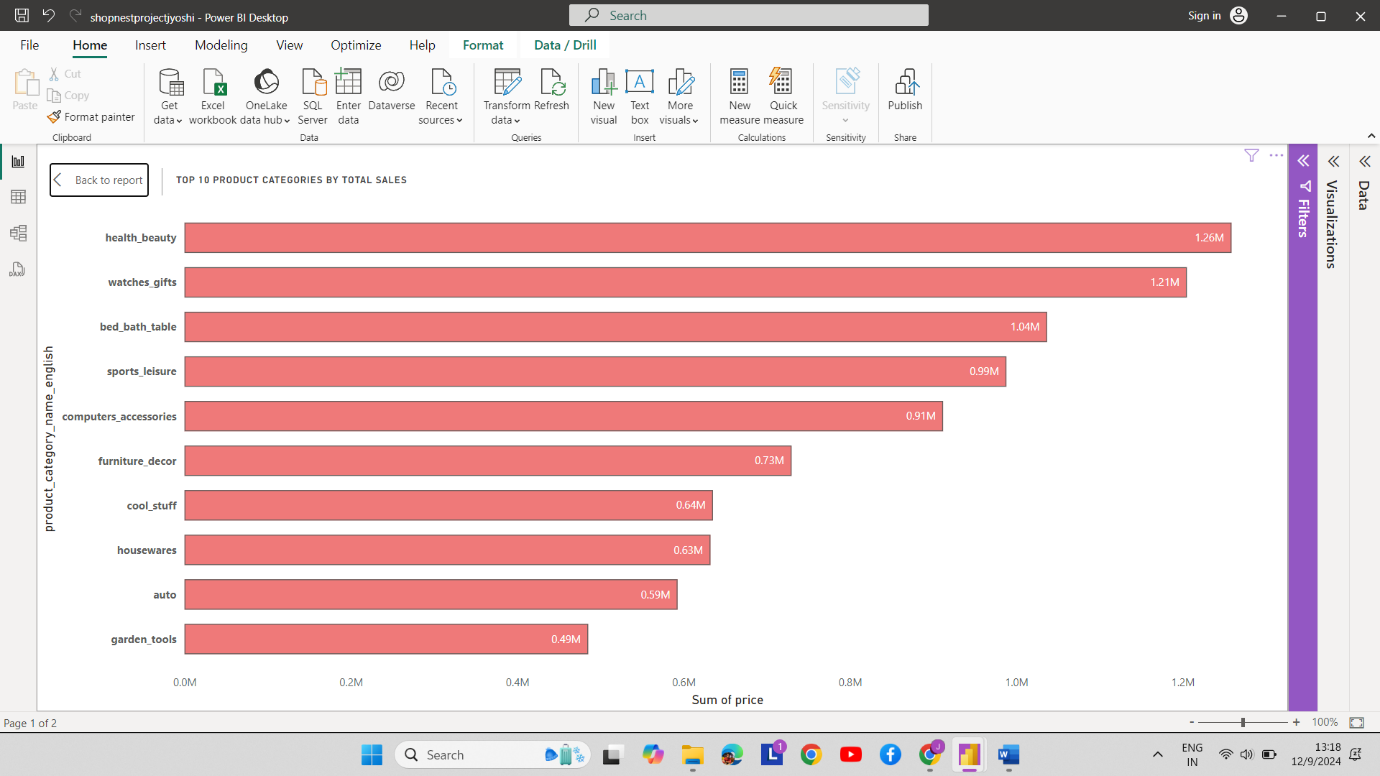 shopnestprojectjyoshi - Power BI Desktop
Search
Sign in
File Home Insert Modeling View Optimize Help Format Data / Drill
Paste
Cut
Copy
Format painter
Clipboard
Get data
Excel workbook
OneLake data hub
SQL Server
Enter data
Dataverse
Recent sources
Data
Transform data
Refresh
Queries
New visual
Text box
More visuals
Insert
New measure
Quick measure
Calculations
Sensitivity
Sensitivity
Publish
Share
Back to report
TOP 10 PRODUCT CATEGORIES BY TOTAL SALES
product_category_name_english
health_beauty 1.26M
watches_gifts 1.21M
bed_bath_table 1.04M
sports_leisure 0.99M
computers_accessories 0.91M
furniture_decor 0.73M
cool_stuff 0.64M
housewares 0.63M
auto 0.59M
garden_tools 0.49M
0.0M 0.2M 0.4M 0.6M 0.8M 1.0M 1.2M
Sum of price
Filters
Visualizations
Data
Page 1 of 2
- + 100%
Search
L 1
J
W
ENG
IN
13:18
12/9/2024